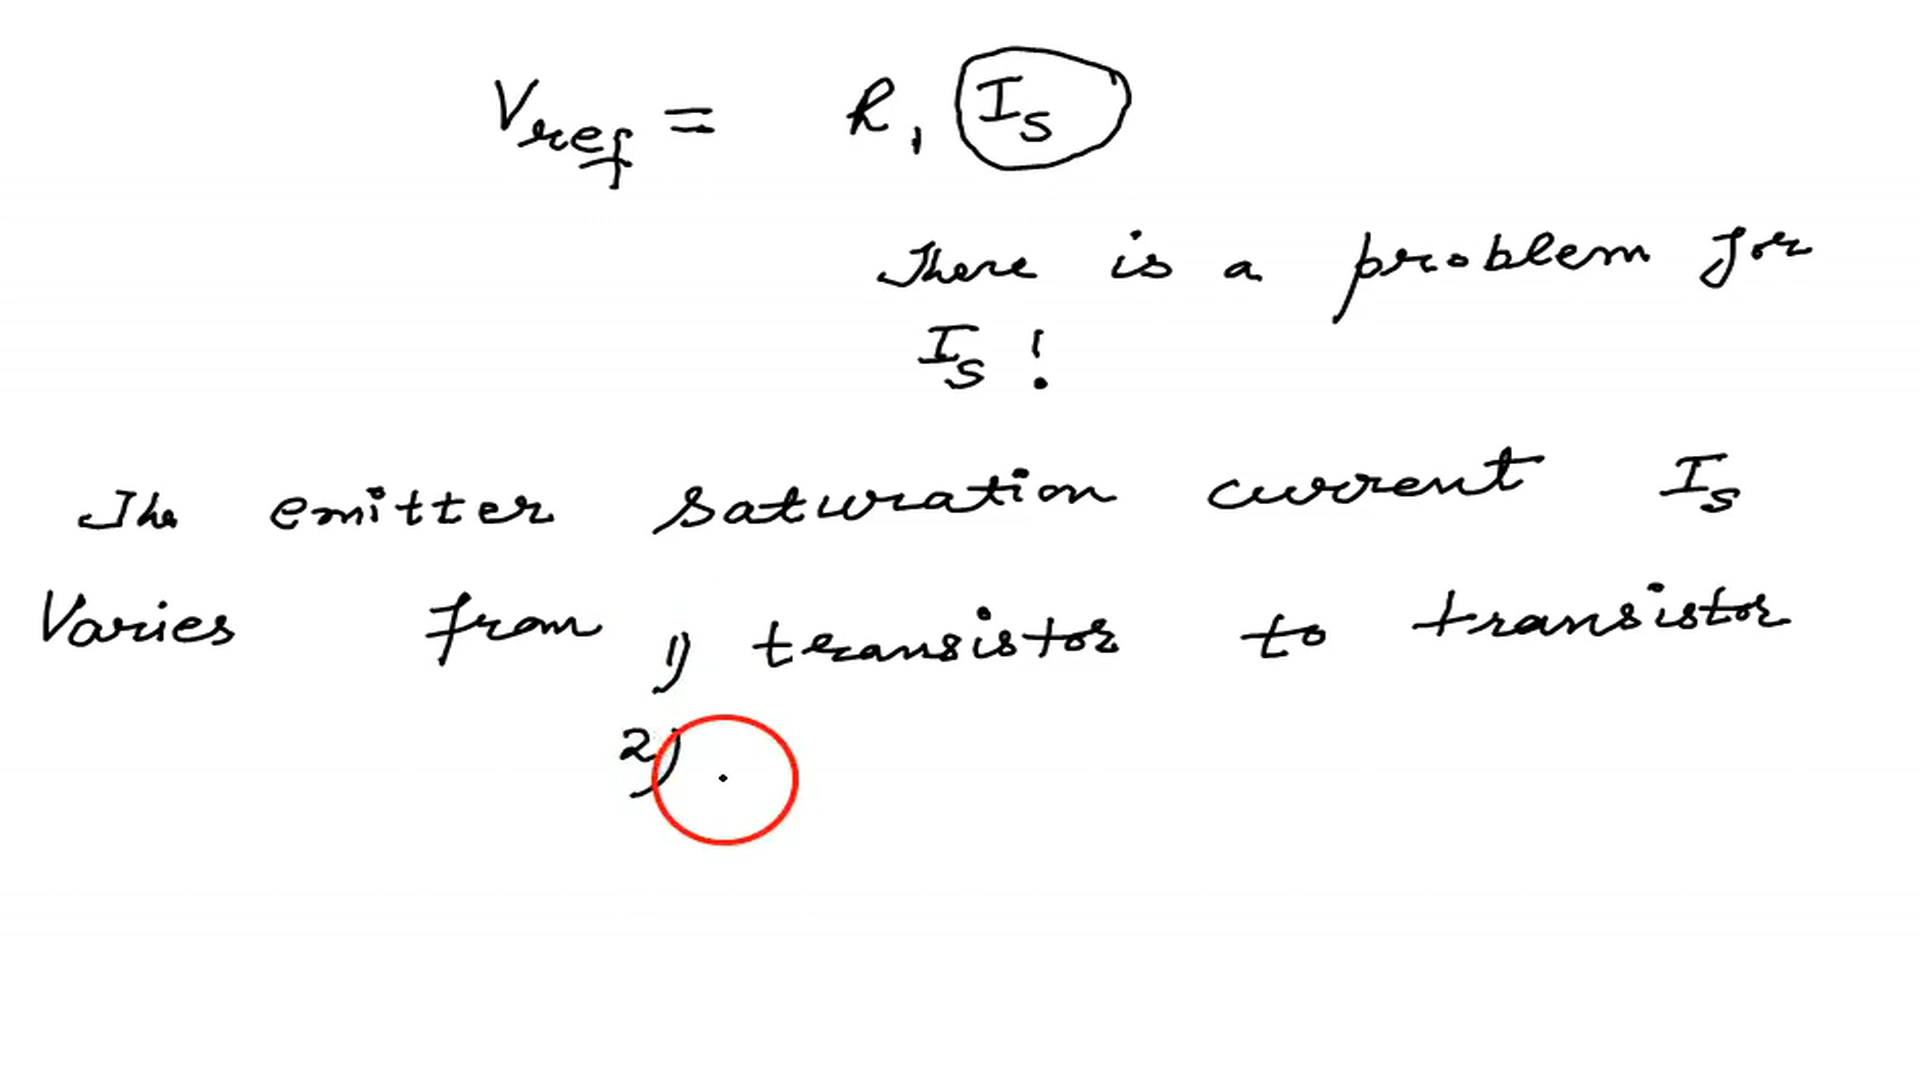 Vref = R1 Is
There is a problem for
Is !
The emitter saturation current Is
Varies from 1) transistor to transistor
2)